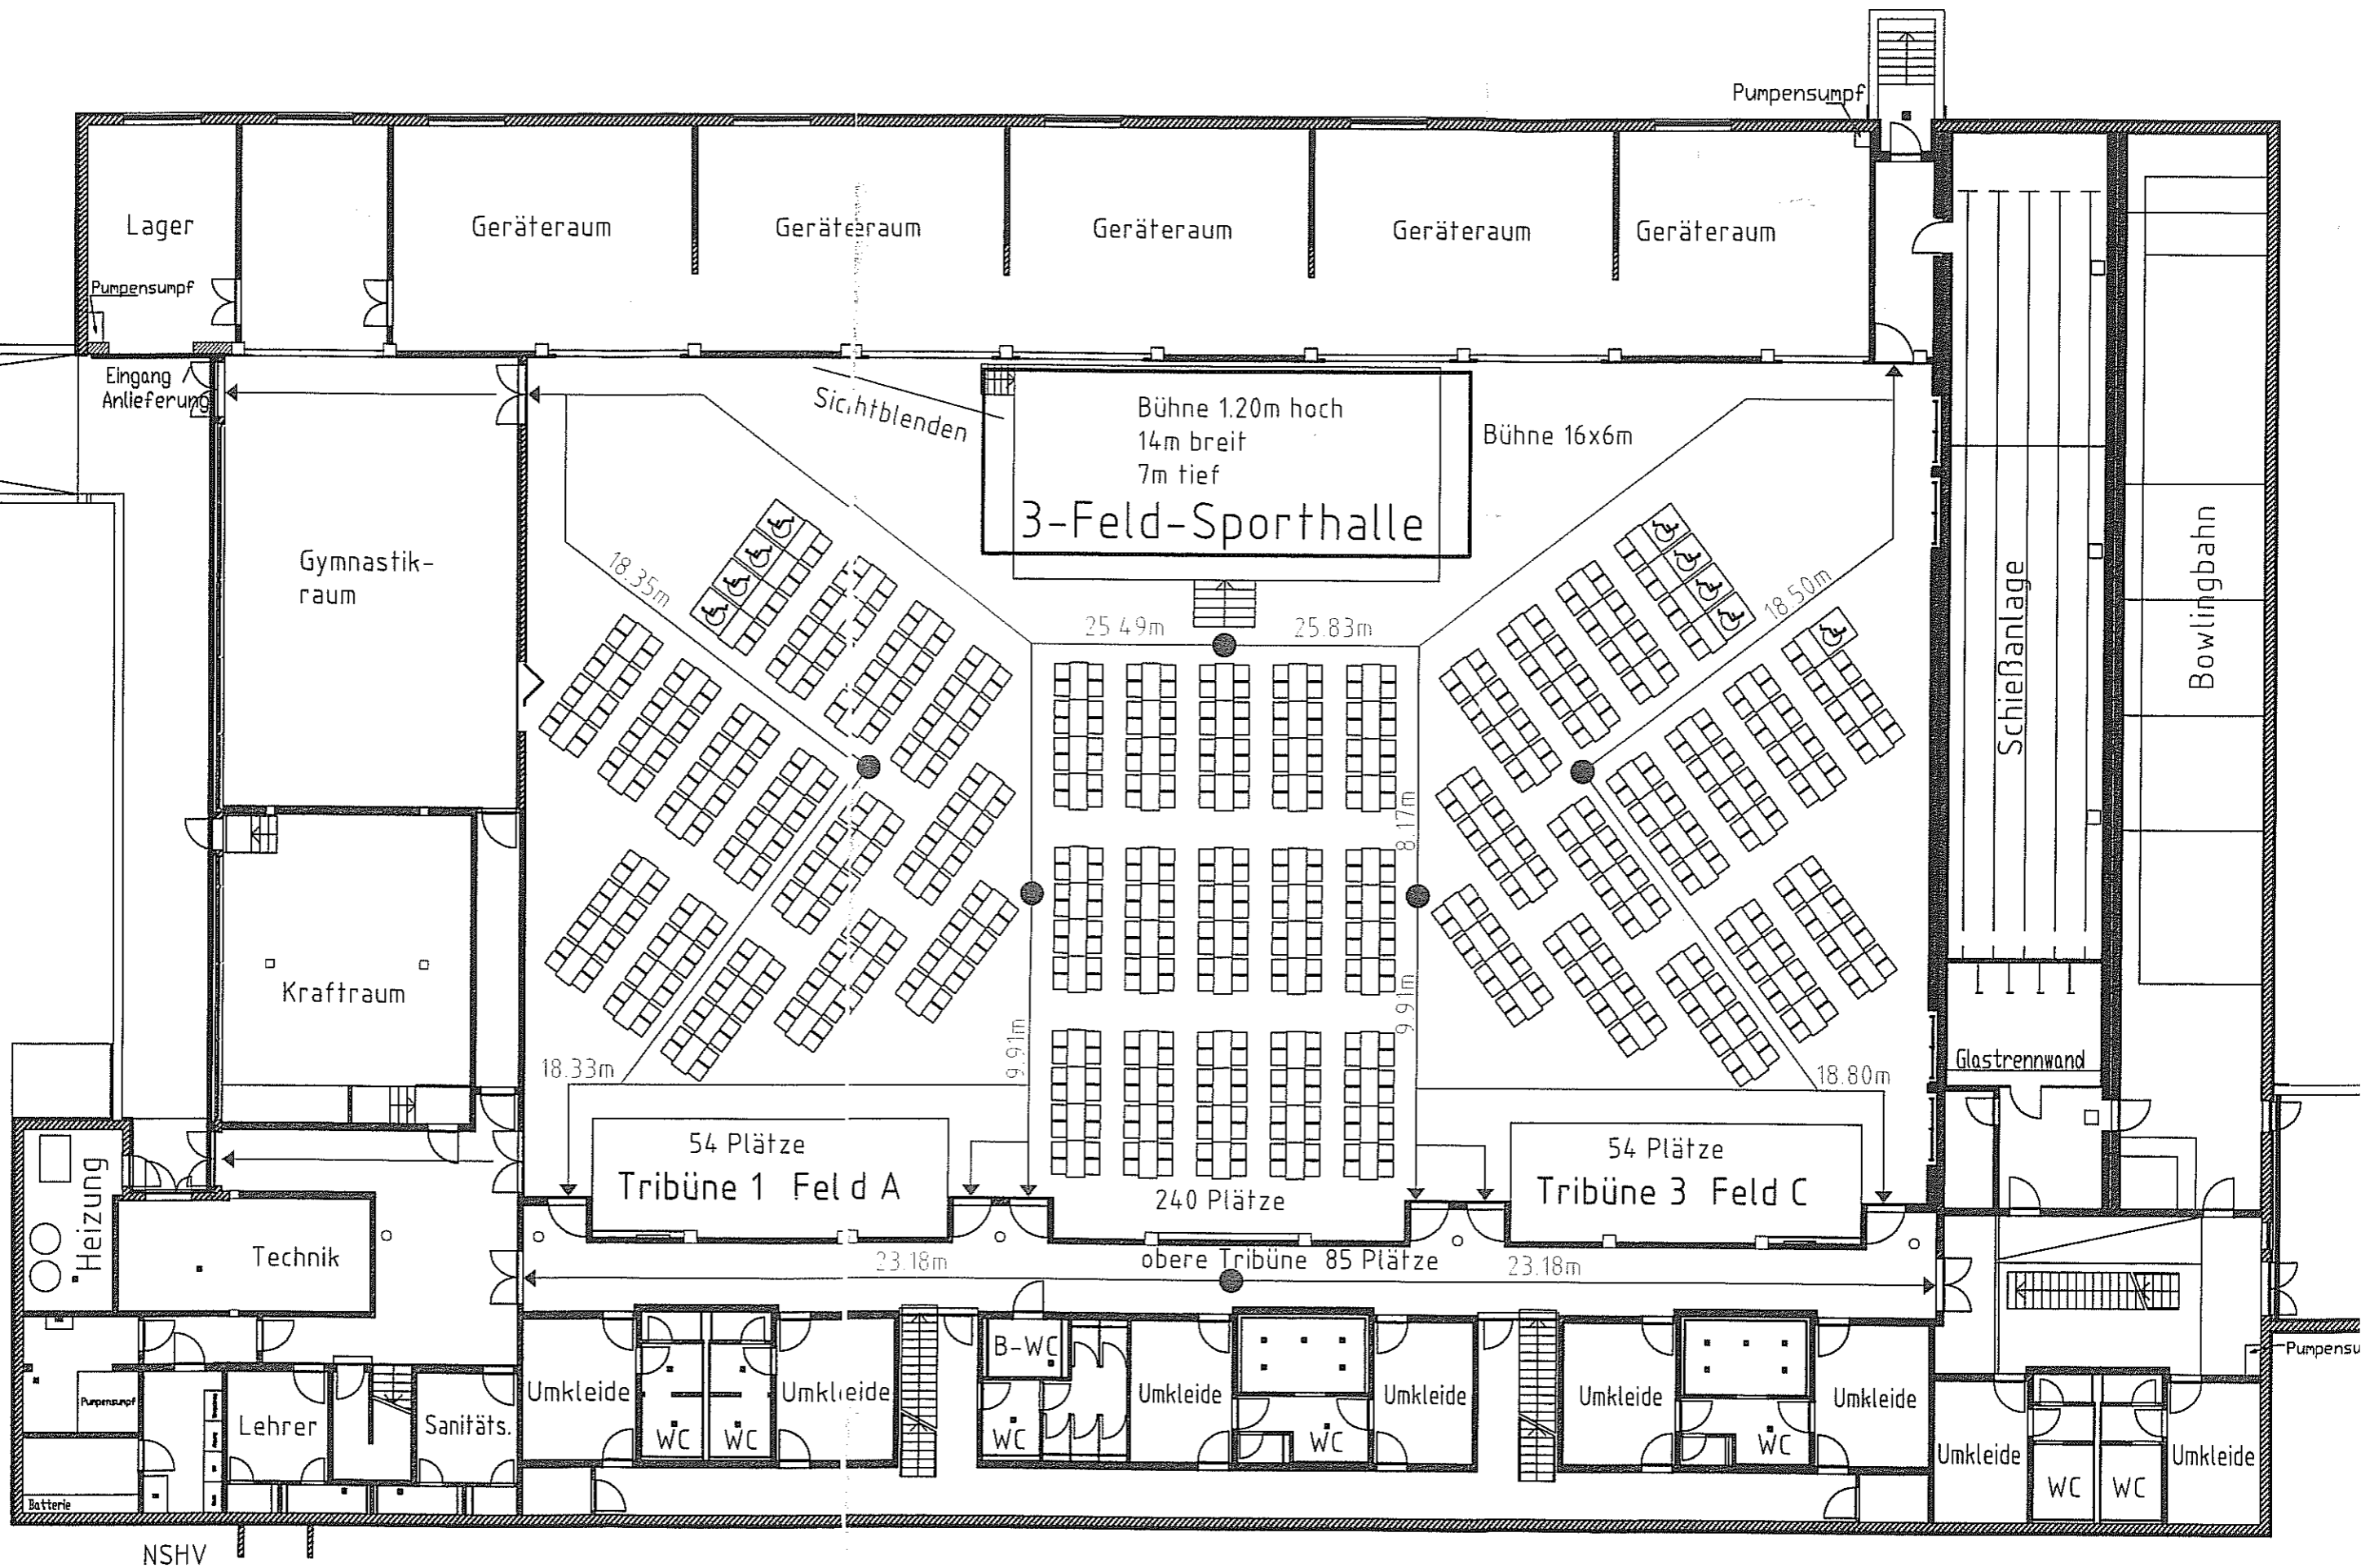 Pumpensumpf
Lager
Geräteraum
Geräteraum
Geräteraum
Geräteraum
Geräteraum
Pumpensumpf
Eingang
Anlieferung
Sichtblenden
Bühne 1.20m hoch
14m breit
7m tief
3-Feld-Sporthalle
Bühne 16x6m
Gymnastik-
raum
18.35m
25.49m
25.83m
18.50m
Schießanlage
Bowlingbahn
8.17m
9.91m
9.91m
Kraftraum
18.33m
18.80m
Glastrennwand
54 Plätze
Tribüne 1 Feld A
240 Plätze
54 Plätze
Tribüne 3 Feld C
Heizung
Technik
23.18m
obere Tribüne 85 Plätze
23.18m
Pumpensu
Pumpensumpf
Lehrer
Sanitäts.
Umkleide
WC
WC
Umkleide
B-WC
WC
Umkleide
WC
Umkleide
Umkleide
WC
Umkleide
Umkleide
WC
WC
Umkleide
Batterie
NSHV